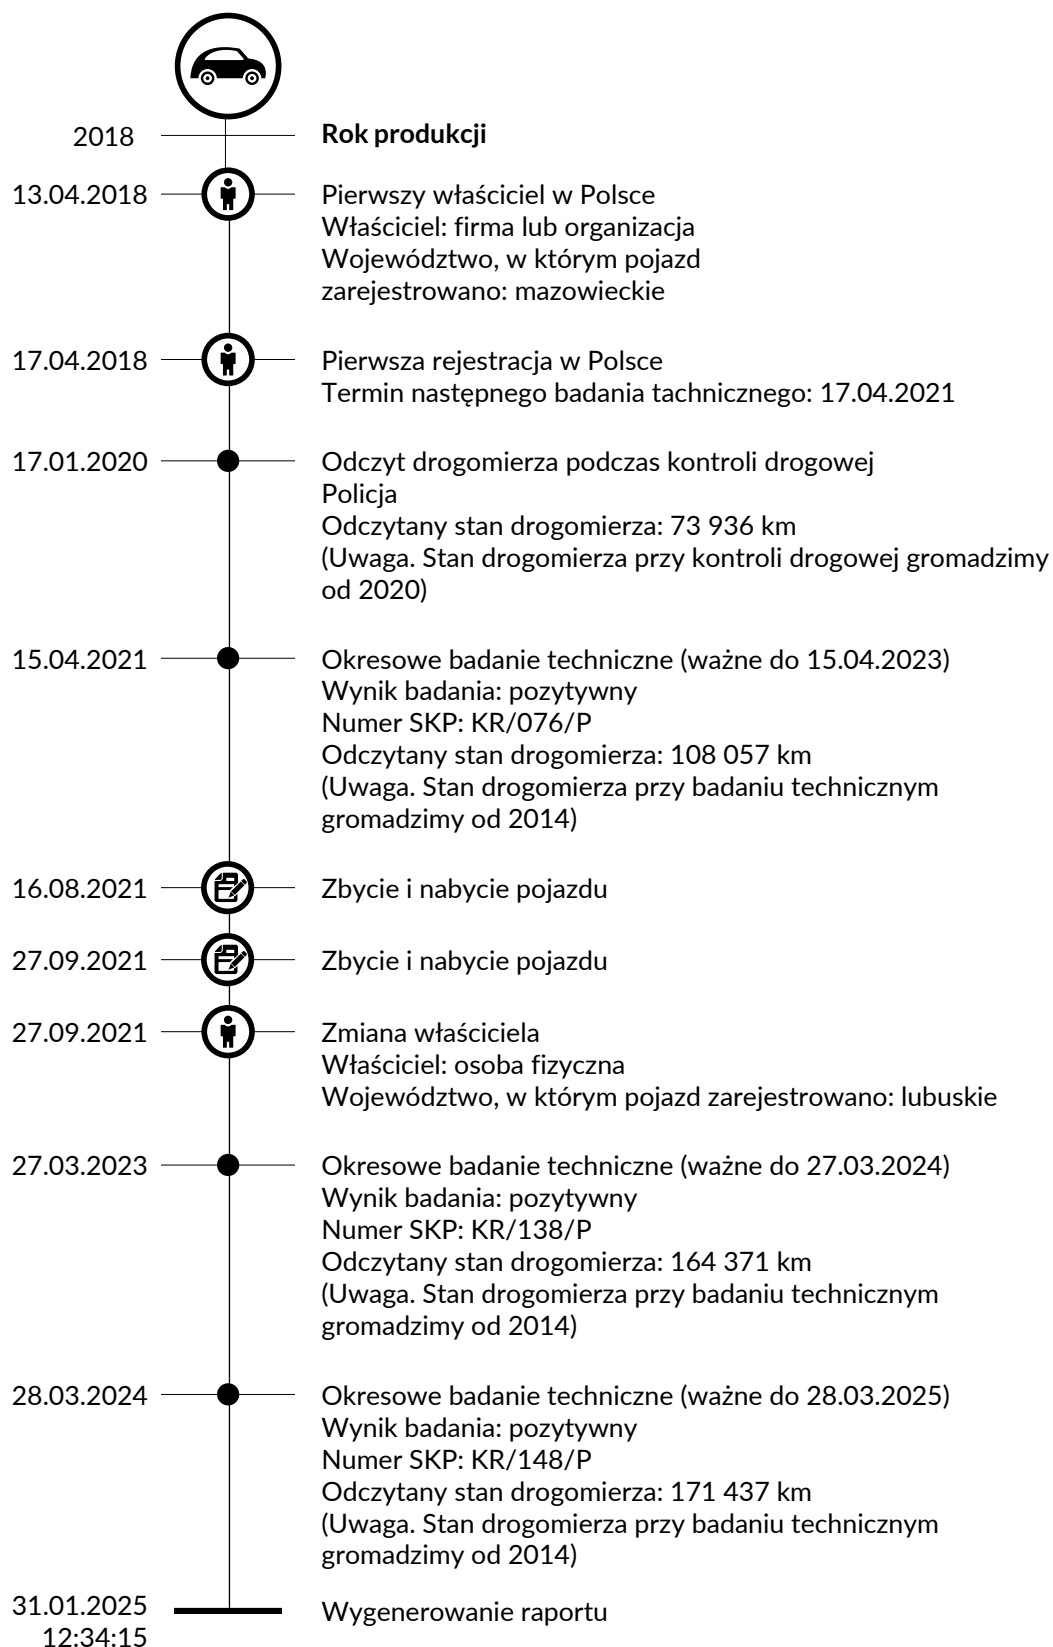 2018
Rok produkcji
13.04.2018
Pierwszy właściciel w Polsce
Właściciel: firma lub organizacja
Województwo, w którym pojazd
zarejestrowano: mazowieckie
17.04.2018
Pierwsza rejestracja w Polsce
Termin następnego badania tachnicznego: 17.04.2021
17.01.2020
Odczyt drogomierza podczas kontroli drogowej
Policja
Odczytany stan drogomierza: 73 936 km
(Uwaga. Stan drogomierza przy kontroli drogowej gromadzimy
od 2020)
15.04.2021
Okresowe badanie techniczne (ważne do 15.04.2023)
Wynik badania: pozytywny
Numer SKP: KR/076/P
Odczytany stan drogomierza: 108 057 km
(Uwaga. Stan drogomierza przy badaniu technicznym
gromadzimy od 2014)
16.08.2021
Zbycie i nabycie pojazdu
27.09.2021
Zbycie i nabycie pojazdu
27.09.2021
Zmiana właściciela
Właściciel: osoba fizyczna
Województwo, w którym pojazd zarejestrowano: lubuskie
27.03.2023
Okresowe badanie techniczne (ważne do 27.03.2024)
Wynik badania: pozytywny
Numer SKP: KR/138/P
Odczytany stan drogomierza: 164 371 km
(Uwaga. Stan drogomierza przy badaniu technicznym
gromadzimy od 2014)
28.03.2024
Okresowe badanie techniczne (ważne do 28.03.2025)
Wynik badania: pozytywny
Numer SKP: KR/148/P
Odczytany stan drogomierza: 171 437 km
(Uwaga. Stan drogomierza przy badaniu technicznym
gromadzimy od 2014)
31.01.2025
12:34:15
Wygenerowanie raportu